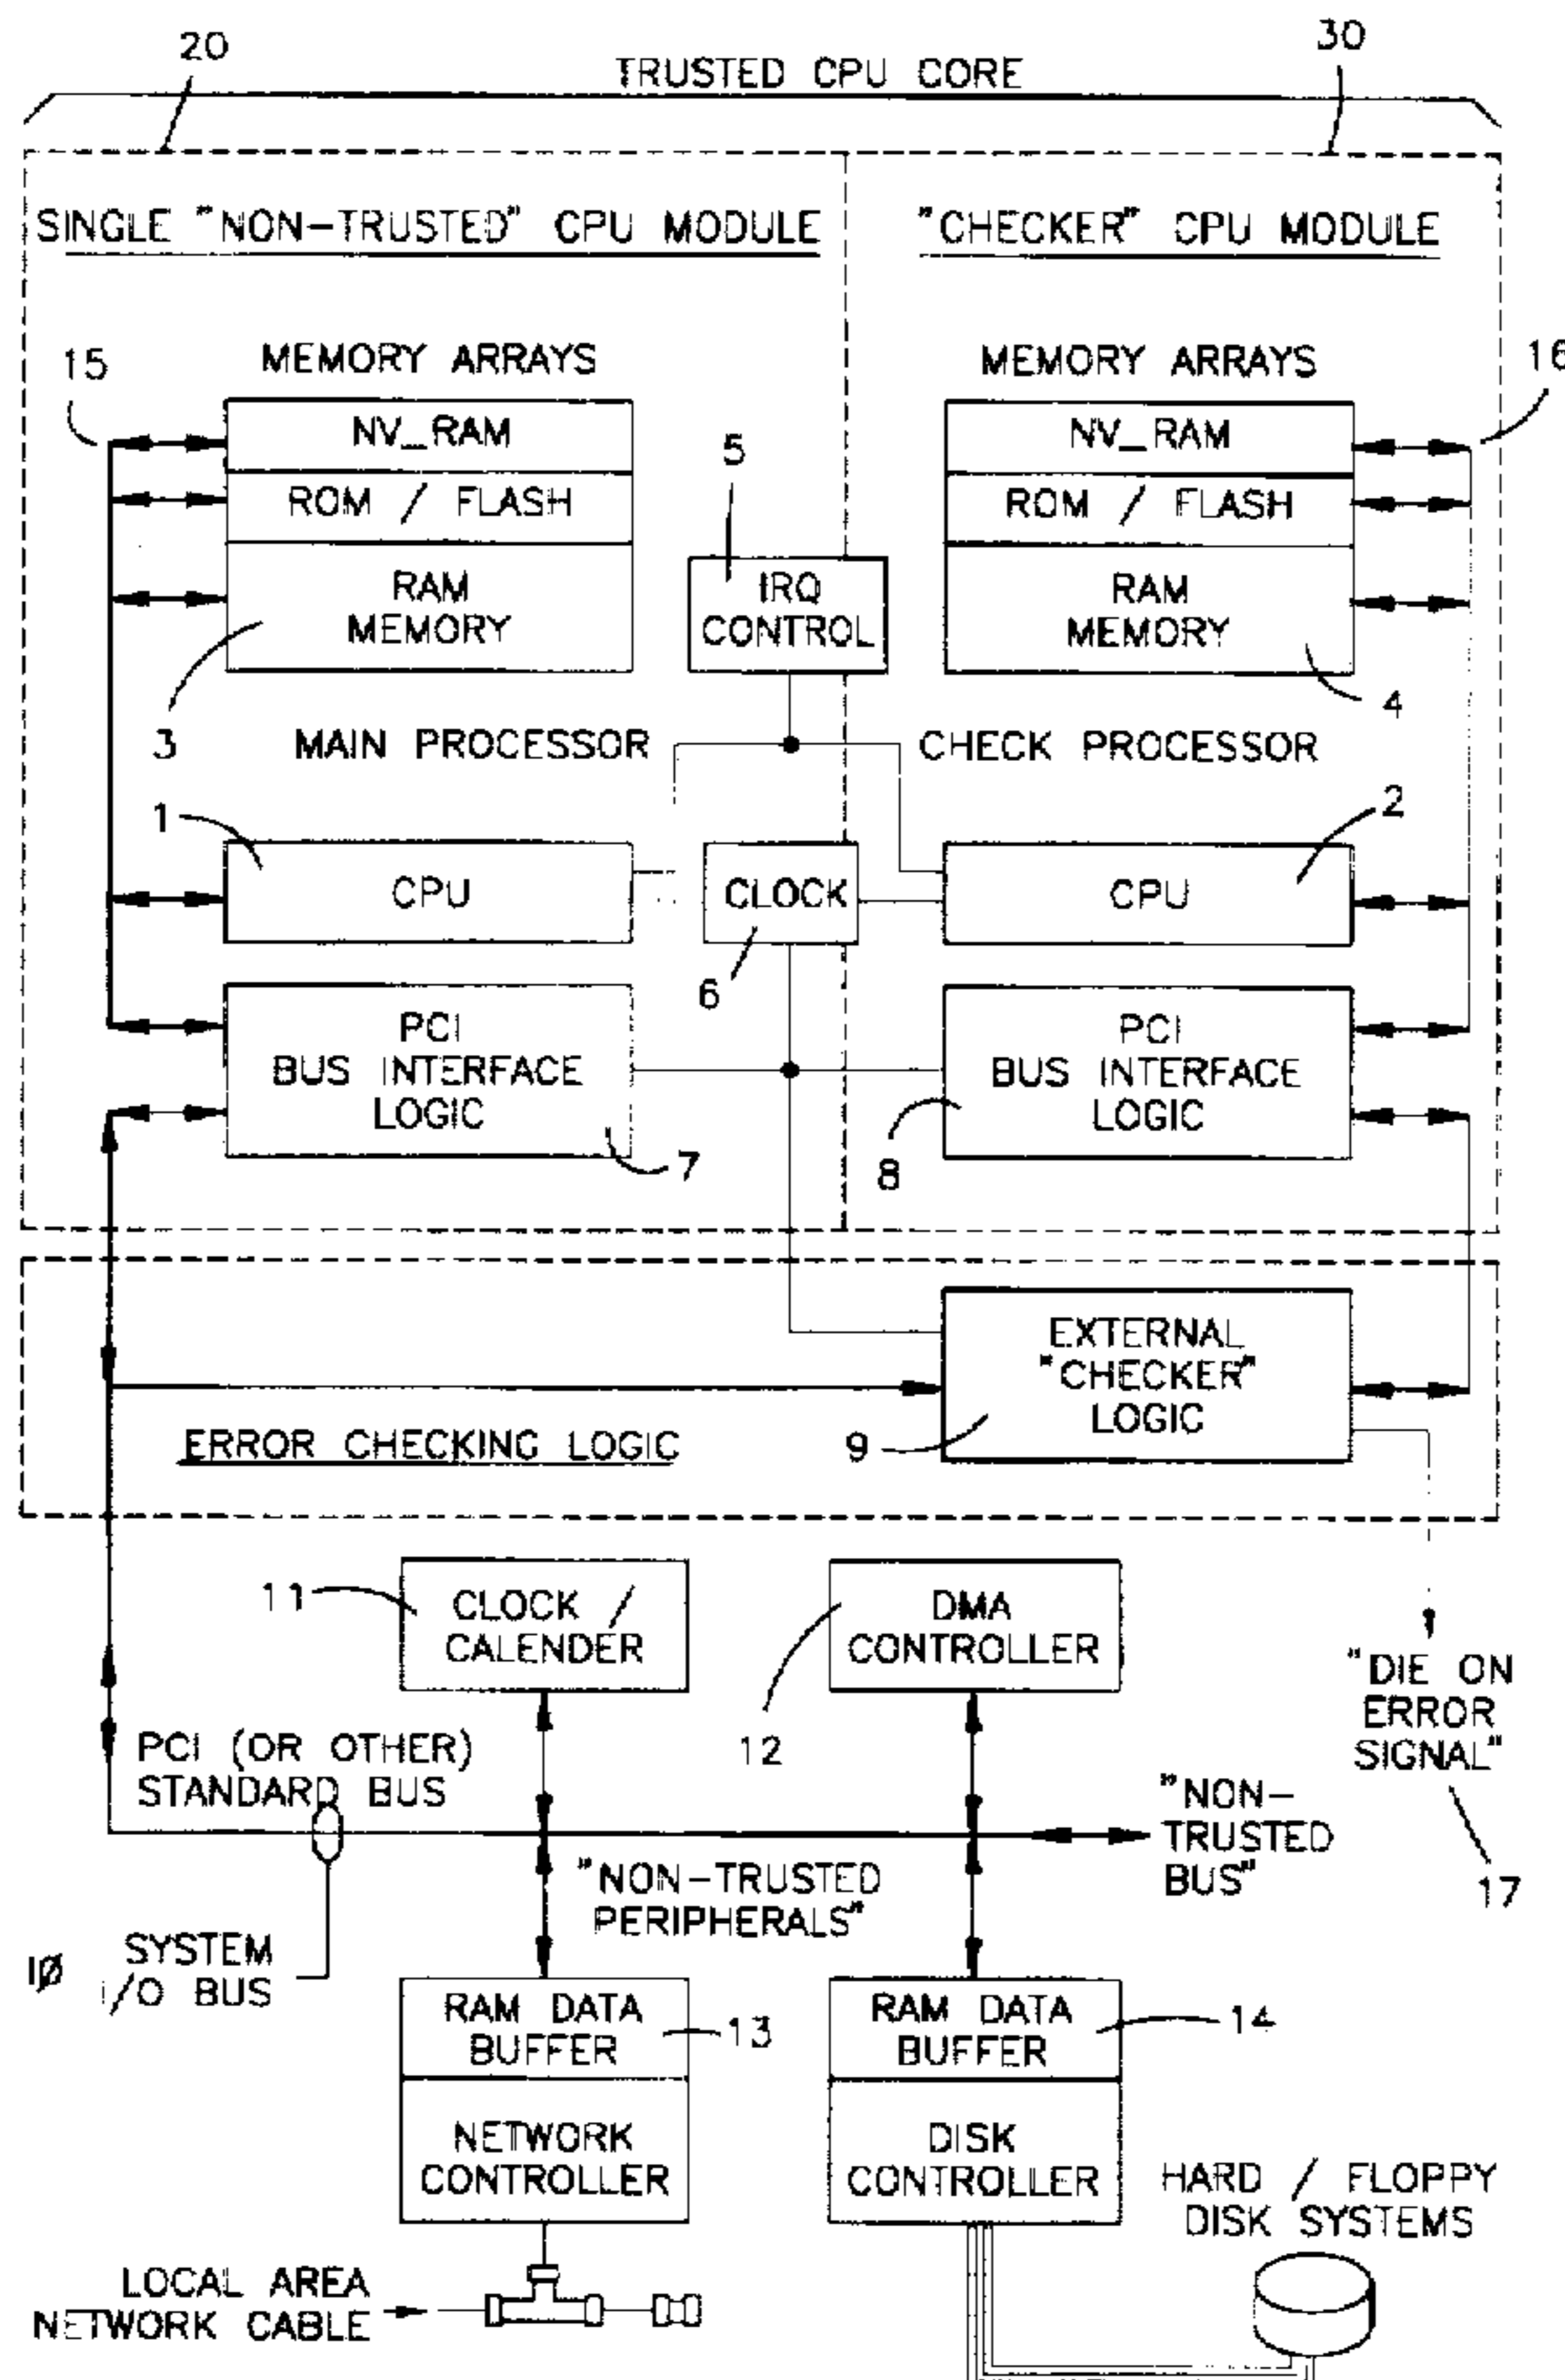 20
30
TRUSTED CPU CORE
SINGLE "NON-TRUSTED" CPU MODULE
"CHECKER" CPU MODULE
15
MEMORY ARRAYS
NV_RAM
ROM / FLASH
RAM
MEMORY
3
5
IRQ
CONTROL
MEMORY ARRAYS
16
NV_RAM
ROM / FLASH
RAM
MEMORY
4
MAIN PROCESSOR
CHECK PROCESSOR
1
CPU
CLOCK
6
2
CPU
PCI
BUS INTERFACE
LOGIC
7
PCI
BUS INTERFACE
LOGIC
8
EXTERNAL
"CHECKER"
LOGIC
9
ERROR CHECKING LOGIC
11
CLOCK /
CALENDER
12
DMA
CONTROLLER
"DIE ON
ERROR
SIGNAL"
17
PCI (OR OTHER)
STANDARD BUS
"NON-
TRUSTED
BUS"
"NON-TRUSTED
PERIPHERALS"
10
SYSTEM
I/O BUS
RAM DATA
BUFFER
13
NETWORK
CONTROLLER
RAM DATA
BUFFER
14
DISK
CONTROLLER
HARD / FLOPPY
DISK SYSTEMS
LOCAL AREA
NETWORK CABLE